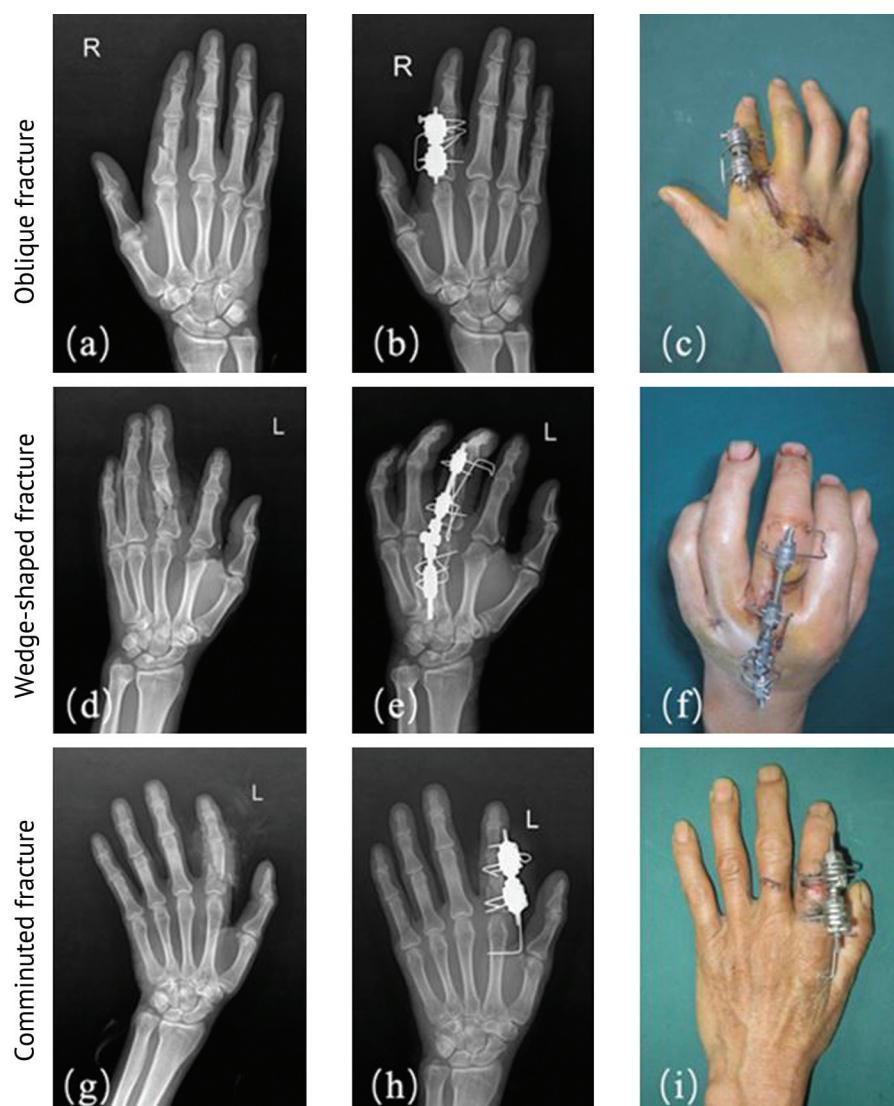 Oblique fracture
R
(a)
R
(b)
(c)
Wedge-shaped fracture
L
(d)
L
(e)
(f)
Comminuted fracture
L
(g)
L
(h)
(i)